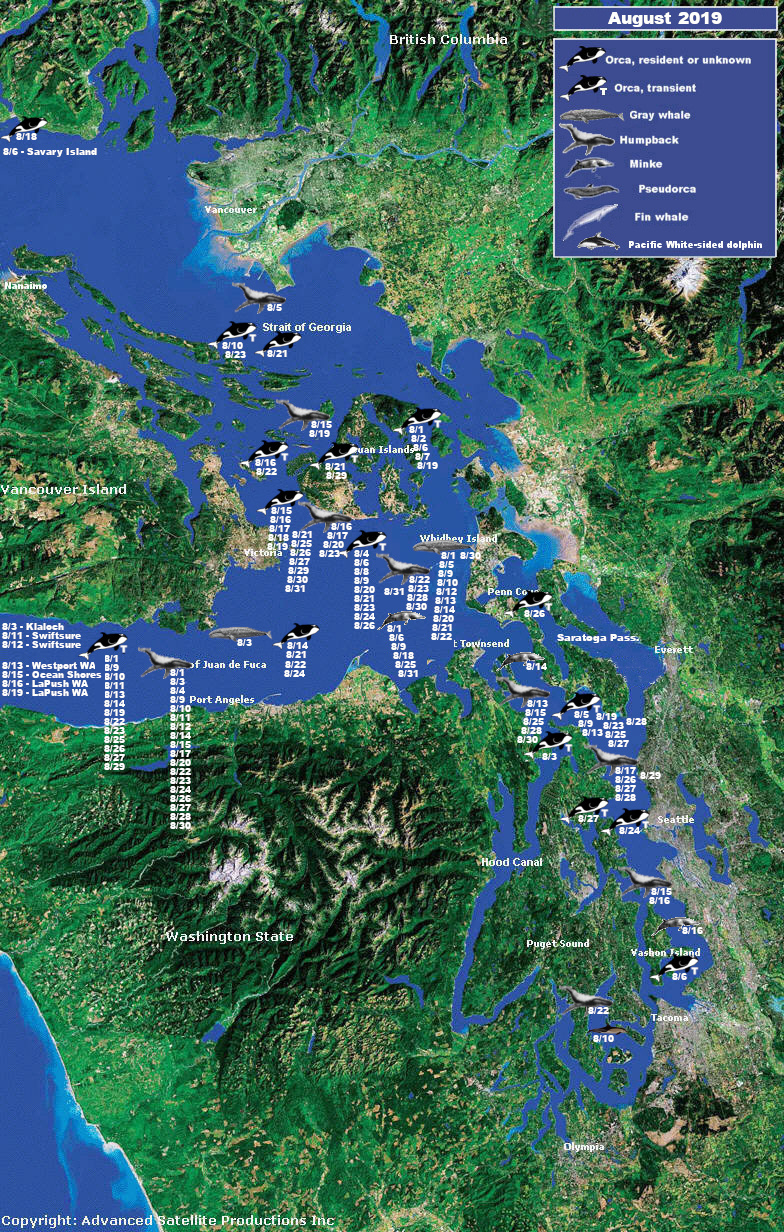 August 2019
British Columbia
Orca, resident or unknown
Orca, transient
T
Gray whale
Humpback
Minke
Pseudorca
Fin whale
Pacific White-sided dolphin
8/18
8/6 - Savary Island
Vancouver
Nanaimo
8/5
Strait of Georgia
8/10
8/23
8/21
8/15
8/19
T
8/1
8/2
8/6
8/7
8/19
T
8/16
8/22
T
uan Islands
8/21
8/29
Vancouver Island
T
8/15
8/16
8/17
8/18
8/19
Victoria
8/21
8/25
8/26
8/27
8/29
8/30
8/31
8/16
8/17
8/20
8/23
T
8/4
8/6
8/8
8/9
8/20
8/21
8/23
8/24
8/26
Whidbey Island
8/1
8/30
8/5
8/9
8/10
8/12
8/13
8/14
8/20
8/21
8/22
8/31
8/22
8/23
8/28
8/30
8/1
8/6
8/9
8/18
8/25
8/31
Penn Co
T
8/26
Saratoga Pass.
Everett
t Townsend
8/14
8/3 - Klaloch
8/11 - Swiftsure
8/12 - Swiftsure
8/13 - Westport WA
8/15 - Ocean Shores
8/16 - LaPush WA
8/19 - LaPush WA
T
8/1
8/9
8/10
8/11
8/13
8/14
8/19
8/22
8/23
8/25
8/26
8/27
8/29
of Juan de Fuca
8/1
8/3
8/4
8/9
8/10
8/11
8/12
8/14
8/15
8/17
8/20
8/22
8/23
8/24
8/26
8/27
8/28
8/30
8/3
T
8/14
8/21
8/22
8/24
Port Angeles
8/13
8/15
8/25
8/28
8/30
T
8/5
8/9
8/13
8/19
8/23
8/25
8/27
8/28
T
8/3
8/17
8/26
8/27
8/28
8/29
T
8/27
T
8/24
Seattle
Hood Canal
8/15
8/16
8/16
Washington State
Puget Sound
Vashon Island
T
8/6
8/22
Tacoma
8/10
Olympia
Copyright: Advanced Satellite Productions Inc